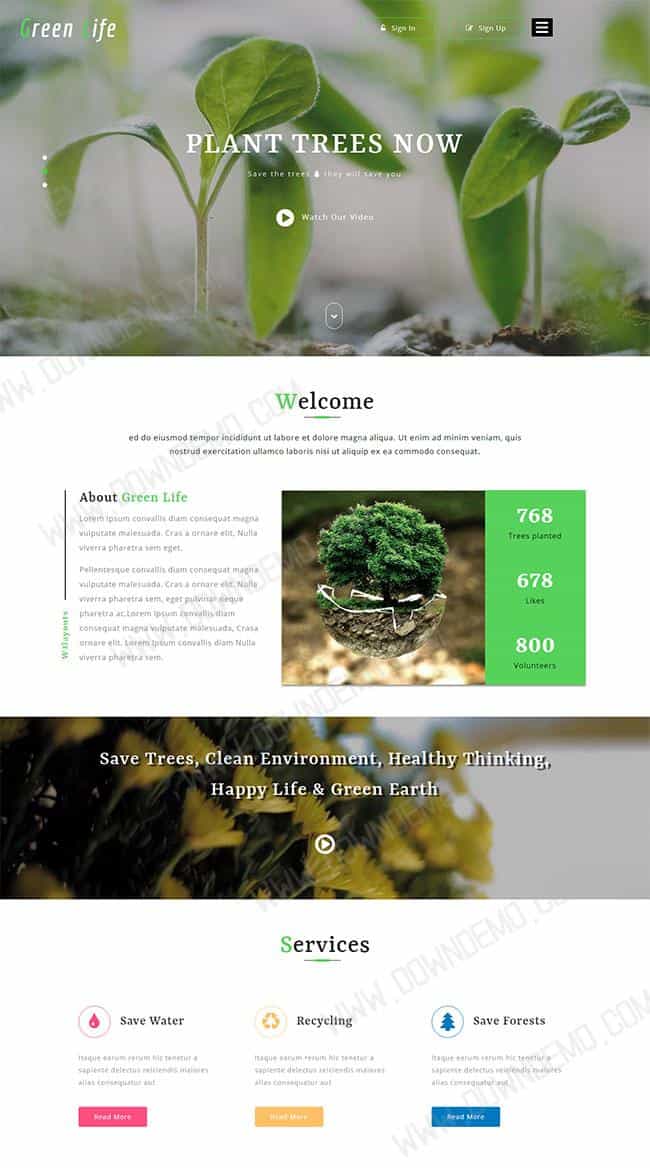 Green Life
Sign In
Sign Up
PLANT TREES NOW
Save the trees they will save you
Watch Our Video
Welcome
ed do eiusmod tempor incididunt ut labore et dolore magna aliqua. Ut enim ad minim veniam, quis
nostrud exercitation ullamco laboris nisi ut aliquip ex ea commodo consequat.
About Green Life
Lorem Ipsum convallis diam consequat magna
vulputate malesuada. Cras a ornare elit. Nulla
viverra pharetra sem eget.
Pellentesque convallis diam consequat magna
vulputate malesuada. Cras a ornare elit. Nulla
viverra pharetra sem, eget pulvinar neque
pharetra ac.Lorem Ipsum convallis diam
consequat magna vulputate malesuada, Crasa
ornare elit. Lorem Ipsum convallis diam Nulla
viverra pharetra sem.
W3layouts
768
Trees planted
678
Likes
800
Volunteers
Save Trees, Clean Environment, Healthy Thinking,
Happy Life & Green Earth
Services
Save Water
Itaque earum rerum hic tenetur a
sapiente delectus reiciendis maiores
alias consequatur aut
Read More
Recycling
Itaque earum rerum hic tenetur a
sapiente delectus reiciendis maiores
alias consequatur aut
Read More
Save Forests
Itaque earum rerum hic tenetur a
sapiente delectus reiciendis maiores
alias consequatur aut
Read More
WWW.DOWNDEMO.COM